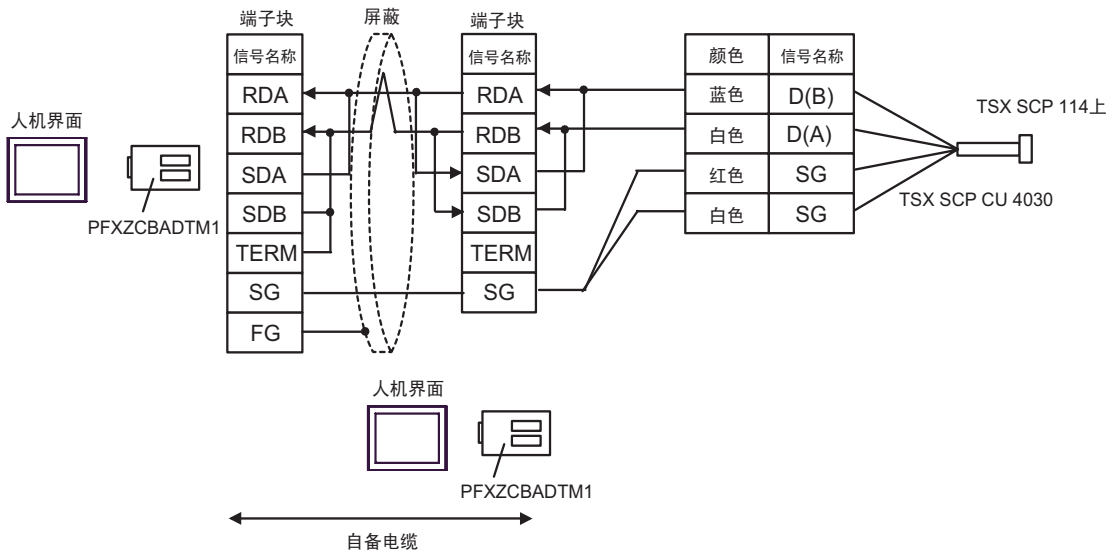 端子块
屏蔽
端子块
信号名称
RDA
RDB
SDA
SDB
TERM
SG
FG
信号名称
RDA
RDB
SDA
SDB
TERM
SG
颜色 信号名称
蓝色 D(B)
白色 D(A)
红色 SG
白色 SG
TSX SCP 114上
TSX SCP CU 4030
人机界面
PFXZCBADTM1
人机界面
PFXZCBADTM1
自备电缆